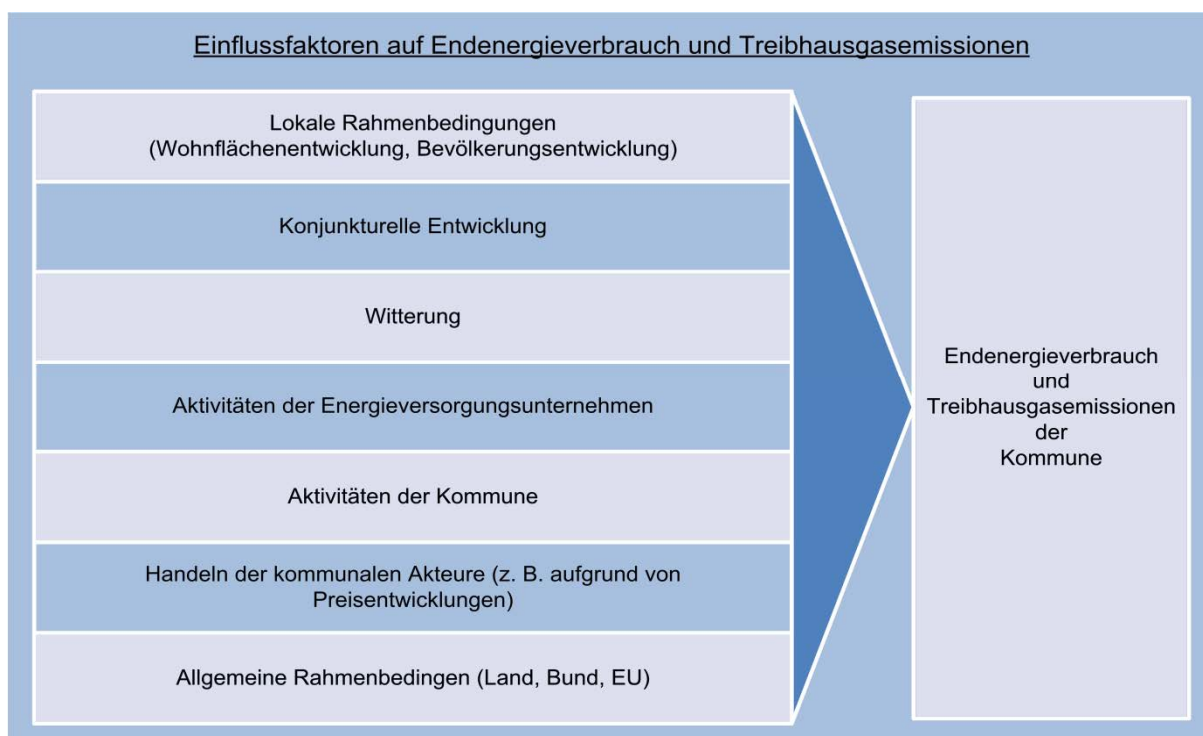 Einflussfaktoren auf Endenergieverbrauch und Treibhausgasemissionen
Lokale Rahmenbedingungen
(Wohnflächenentwicklung, Bevölkerungsentwicklung)
Konjunkturelle Entwicklung
Witterung
Aktivitäten der Energieversorgungsunternehmen
Aktivitäten der Kommune
Handeln der kommunalen Akteure (z. B. aufgrund von
Preisentwicklungen)
Allgemeine Rahmenbedingen (Land, Bund, EU)
Endenergieverbrauch
und
Treibhausgasemissionen
der
Kommune